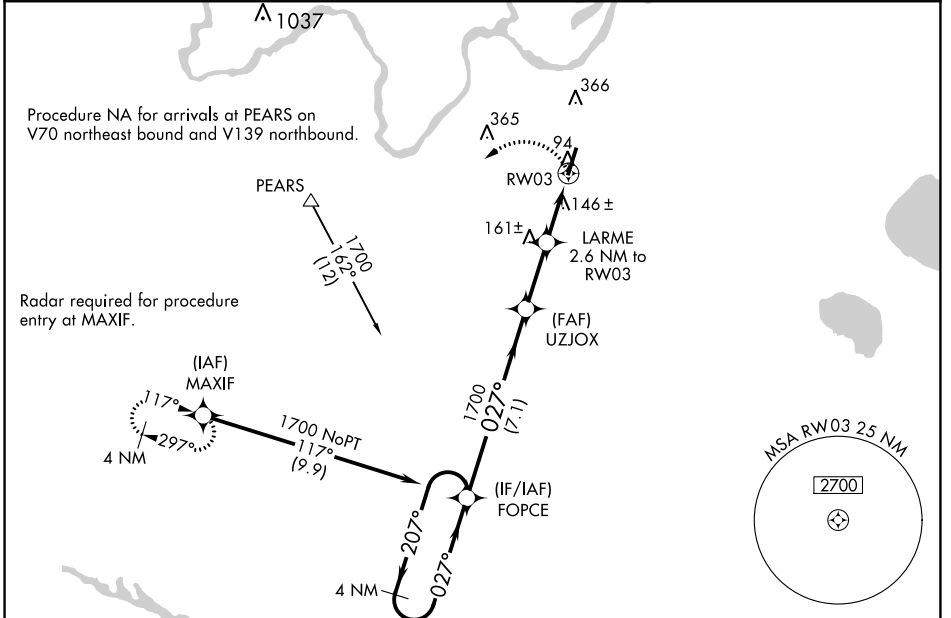 1037
366
Procedure NA for arrivals at PEARS on
V70 northeast bound and V139 northbound.
365
94
RW03
PEARS
146±
161±
LARME
2.6 NM to
RW03
1700
162°
(12)
Radar required for procedure
entry at MAXIF.
(FAF)
UZJOX
(IAF)
MAXIF
1700
027°
(7.1)
117°
297°
4 NM
1700 NoPT
117°
(9.9)
MSA RW03 25 NM
2700
(IF/IAF)
FOPCE
207°
027°
4 NM